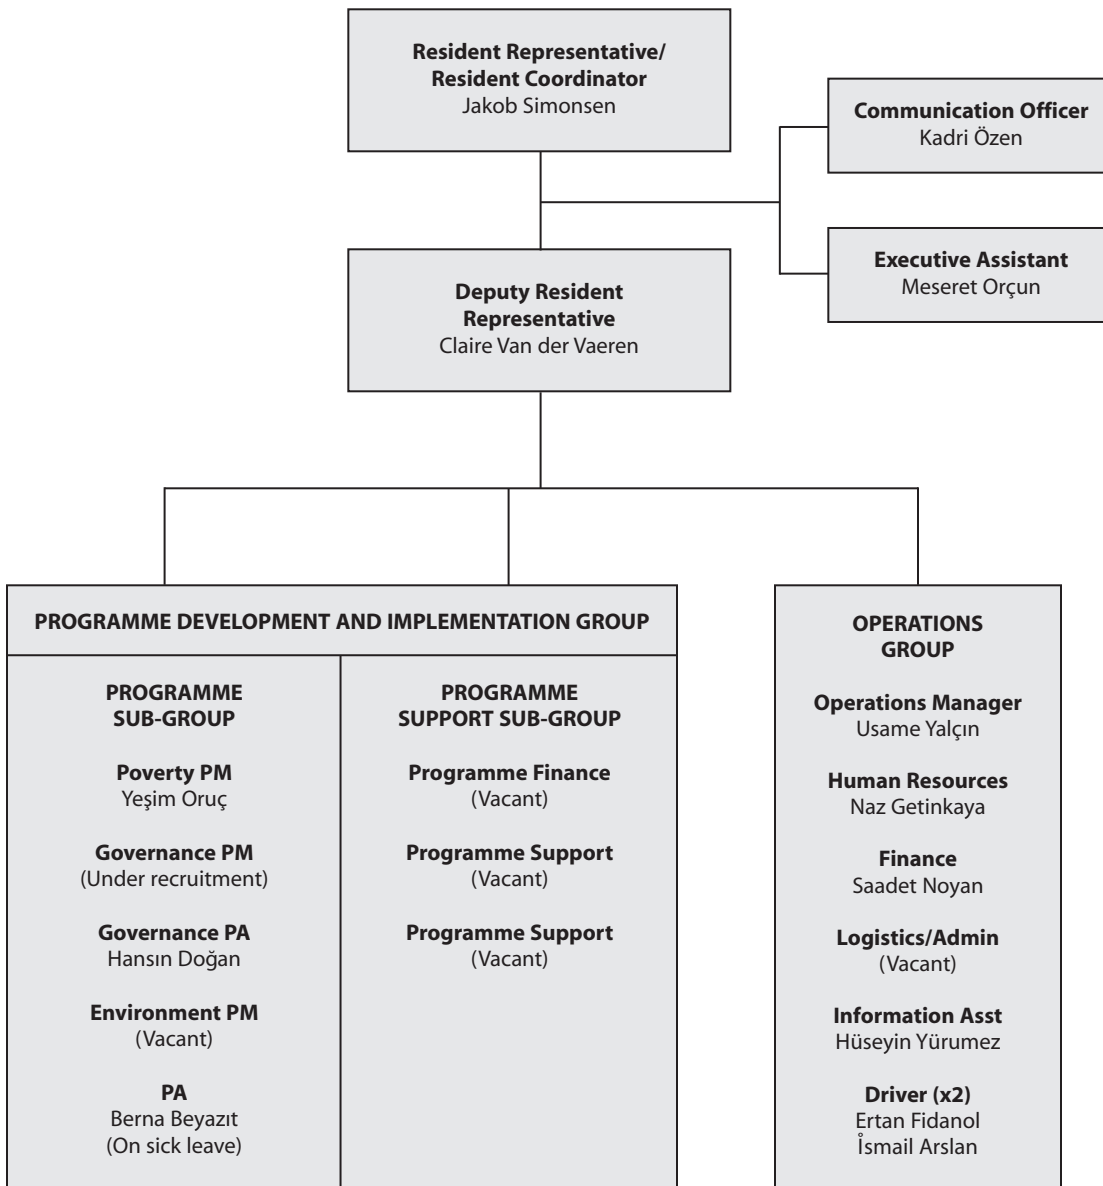 Resident Representative/
Resident Coordinator
Jakob Simonsen
Communication Officer
Kadri Özen
Executive Assistant
Meseret Orçun
Deputy Resident
Representative
Claire Van der Vaeren
PROGRAMME DEVELOPMENT AND IMPLEMENTATION GROUP
PROGRAMME
SUB-GROUP
Poverty PM
Yeşim Oruç
Governance PM
(Under recruitment)
Governance PA
Hansın Doğan
Environment PM
(Vacant)
PA
Berna Beyazıt
(On sick leave)
PROGRAMME
SUPPORT SUB-GROUP
Programme Finance
(Vacant)
Programme Support
(Vacant)
Programme Support
(Vacant)
OPERATIONS
GROUP
Operations Manager
Usame Yalçın
Human Resources
Naz Getinkaya
Finance
Saadet Noyan
Logistics/Admin
(Vacant)
Information Asst
Hüseyin Yürumez
Driver (x2)
Ertan Fidanol
İsmail Arslan